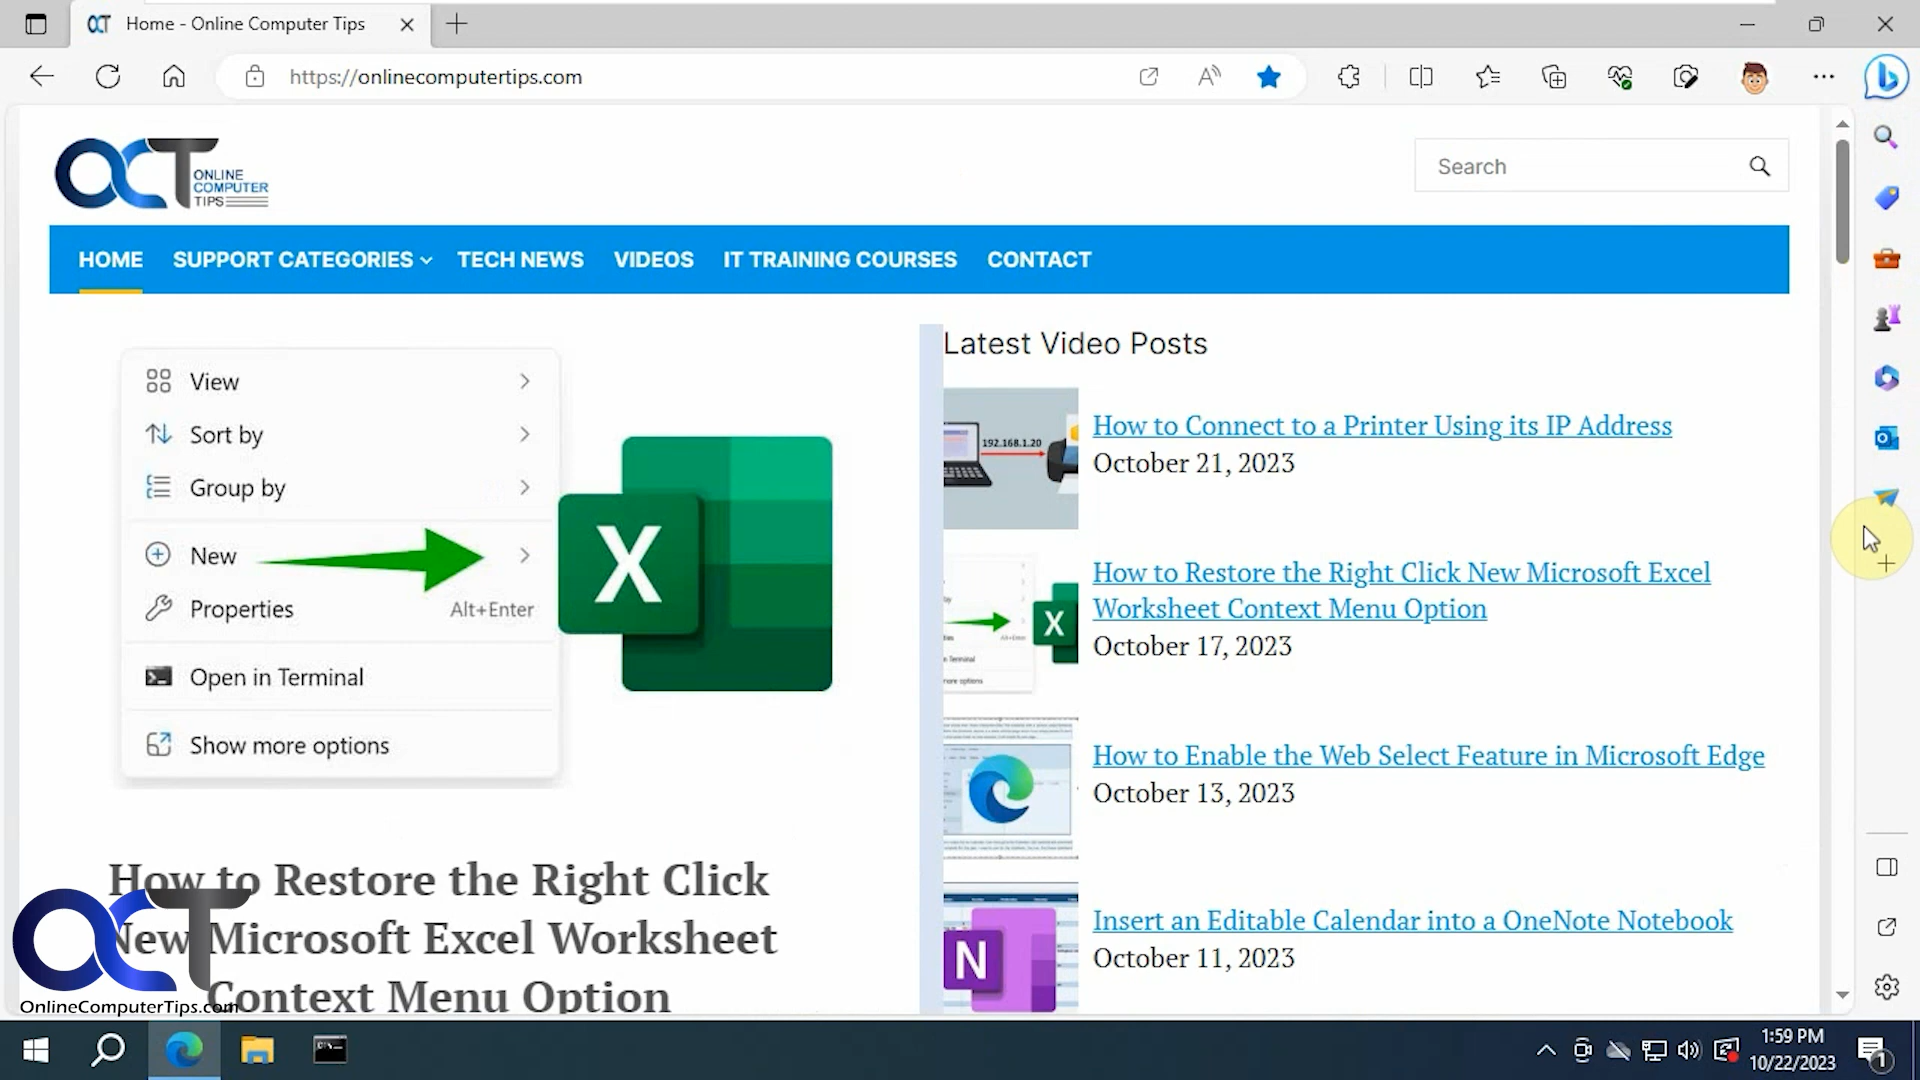 Home - Online Computer Tips
https://onlinecomputertips.com
OCT ONLINE
COMPUTER
TIPS
Search
HOME SUPPORT CATEGORIES TECH NEWS VIDEOS IT TRAINING COURSES CONTACT
View
Sort by
Group by
New
Properties Alt+Enter
Open in Terminal
Show more options
X
How to Restore the Right Click
New Microsoft Excel Worksheet
Context Menu Option
Latest Video Posts
192.168.1.20
How to Connect to a Printer Using its IP Address
October 21, 2023
X
How to Restore the Right Click New Microsoft Excel
Worksheet Context Menu Option
October 17, 2023
How to Enable the Web Select Feature in Microsoft Edge
October 13, 2023
N
Insert an Editable Calendar into a OneNote Notebook
October 11, 2023
OCT
OnlineComputerTips.com
1:59 PM
10/22/2023
1